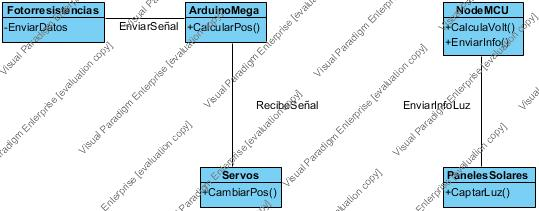 Fotorresistencias
-EnviarDatos
EnviarSeñal
ArduinoMega
+CalcularPos()
NodeMCU
+CalculaVolt()
+EnviarInfo()
RecibeSeñal
EnviarInfoLuz
Servos
+CambiarPos()
PanelesSolares
+CaptarLuz()
Visual Paradigm Enterprise [evaluation copy]